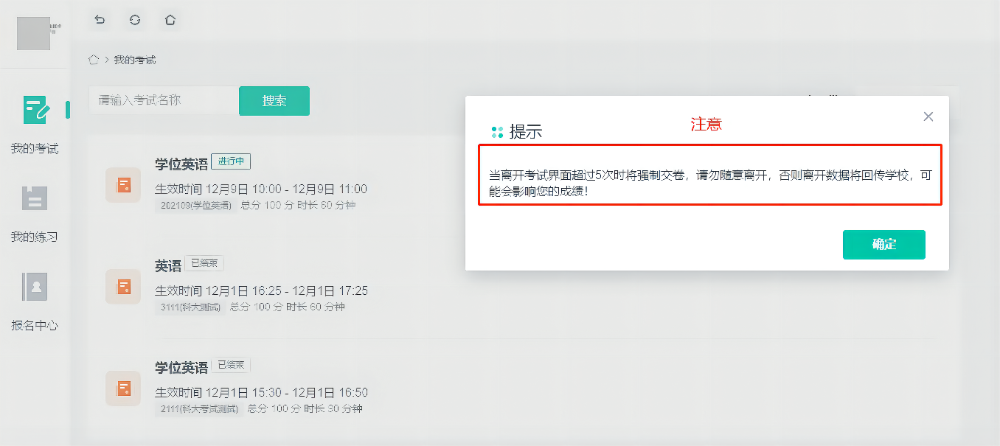 我的考试
我的练习
报名中心
我的考试
请输入考试名称
搜索
学位英语 进行中
生效时间 12月9日 10:00 - 12月9日 11:00
202109(学位英语) 总分 100 分 时长 60 分钟
英语 已结束
生效时间 12月1日 16:25 - 12月1日 17:25
3111(科大测试) 总分 100 分 时长 60 分钟
学位英语 已结束
生效时间 12月1日 15:30 - 12月1日 16:50
2111(科大考试测试) 总分 100 分 时长 90 分钟
提示
注意
当离开考试界面超过5次时将强制交卷，请勿随意离开，否则离开数据将回传学校，可
能会影响您的成绩！
确定